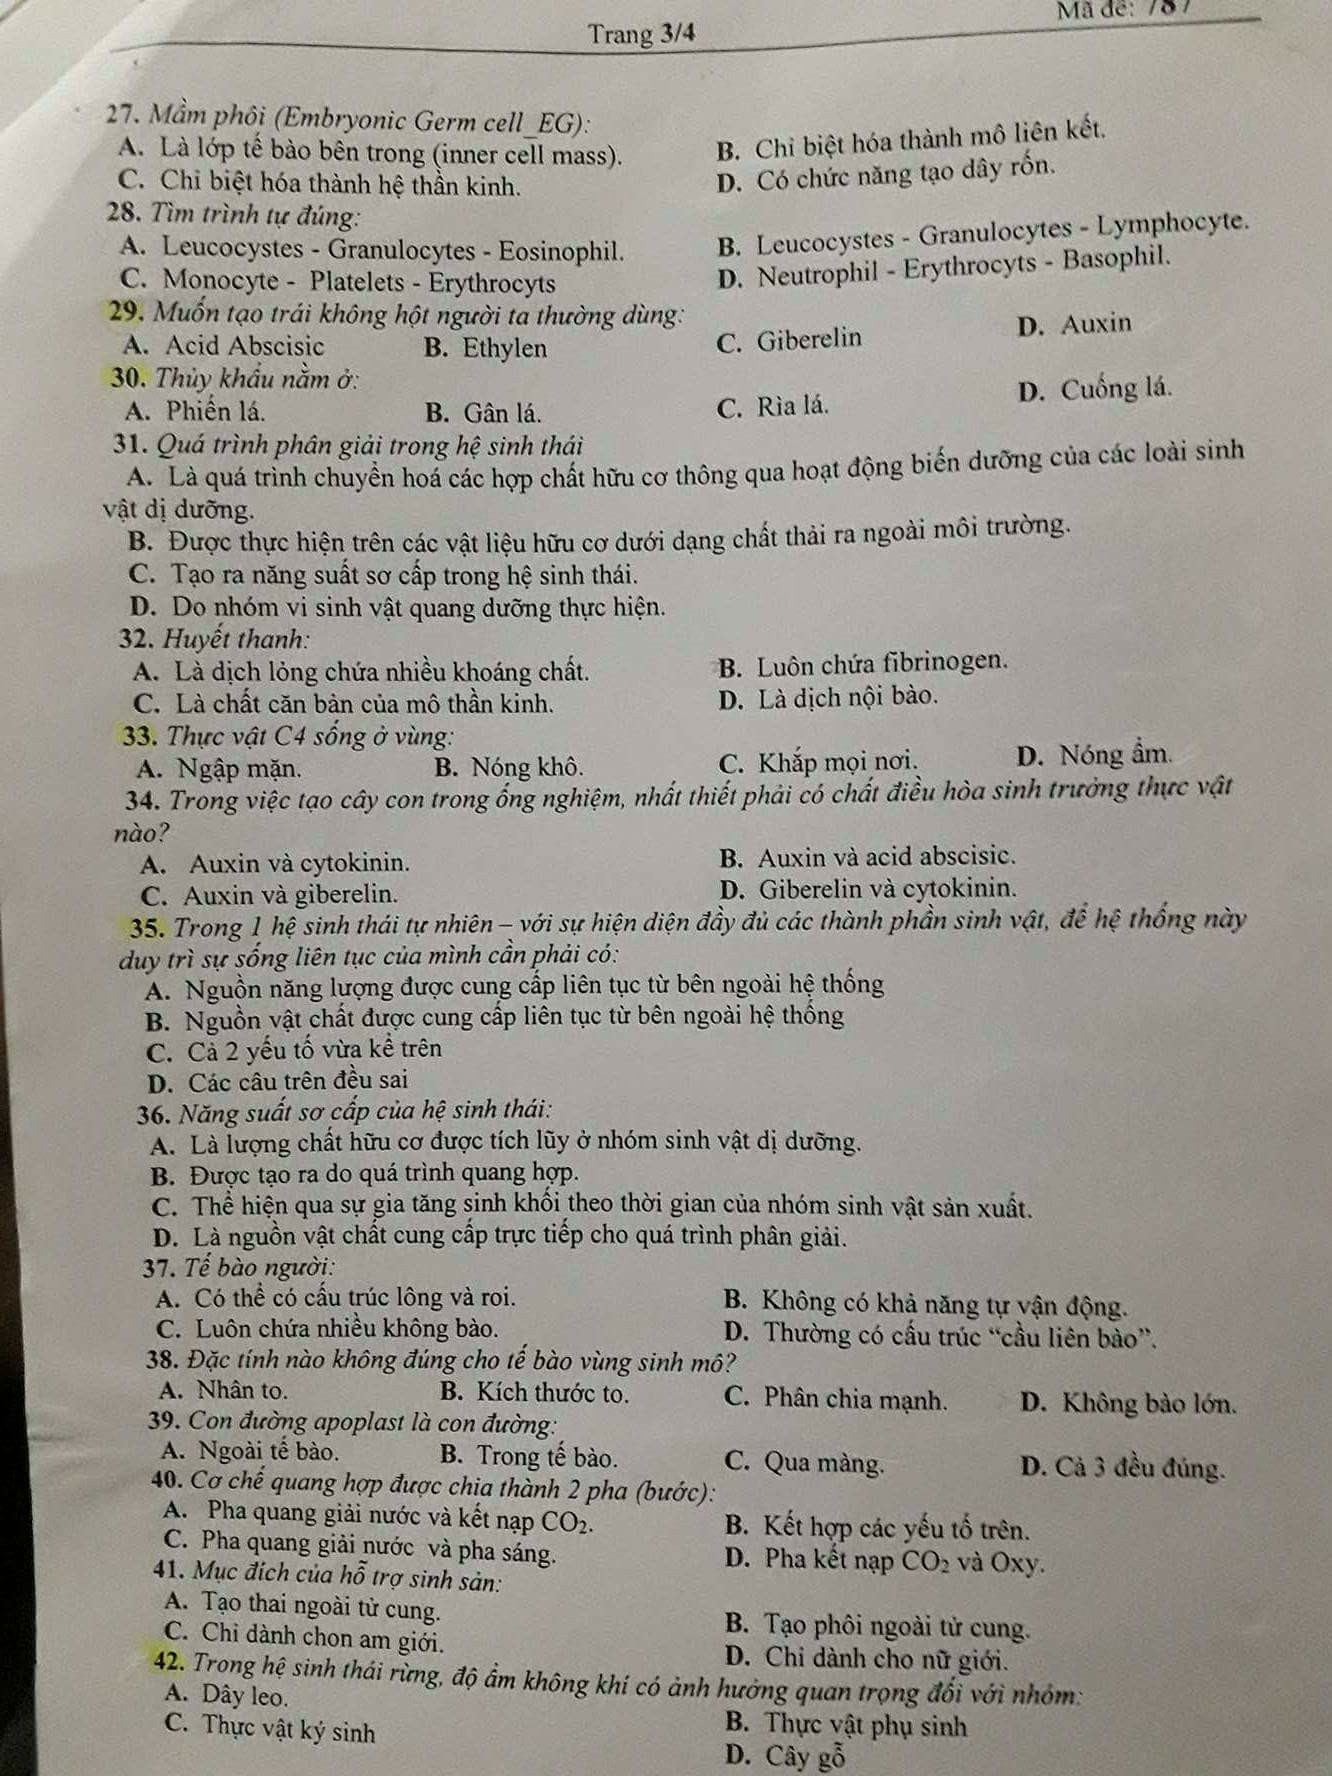 Mã đề: 787
Trang 3/4
27. Mầm phôi (Embryonic Germ cell_EG):
A. Là lớp tế bào bên trong (inner cell mass). B. Chỉ biệt hóa thành mô liên kết.
C. Chỉ biệt hóa thành hệ thần kinh. D. Có chức năng tạo dây rốn.
28. Tìm trình tự đúng:
A. Leucocystes - Granulocytes - Eosinophil. B. Leucocystes - Granulocytes - Lymphocyte.
C. Monocyte - Platelets - Erythrocyts D. Neutrophil - Erythrocyts - Basophil.
29. Muốn tạo trái không hột người ta thường dùng:
A. Acid Abscisic B. Ethylen C. Giberelin D. Auxin
30. Thủy khẩu nằm ở:
A. Phiến lá. B. Gân lá. C. Rìa lá. D. Cuống lá.
31. Quá trình phân giải trong hệ sinh thái
A. Là quá trình chuyển hoá các hợp chất hữu cơ thông qua hoạt động biến dưỡng của các loài sinh
vật dị dưỡng.
B. Được thực hiện trên các vật liệu hữu cơ dưới dạng chất thải ra ngoài môi trường.
C. Tạo ra năng suất sơ cấp trong hệ sinh thái.
D. Do nhóm vi sinh vật quang dưỡng thực hiện.
32. Huyết thanh:
A. Là dịch lỏng chứa nhiều khoáng chất. B. Luôn chứa fibrinogen.
C. Là chất căn bản của mô thần kinh. D. Là dịch nội bào.
33. Thực vật C4 sống ở vùng:
A. Ngập mặn. B. Nóng khô. C. Khắp mọi nơi. D. Nóng ẩm.
34. Trong việc tạo cây con trong ống nghiệm, nhất thiết phải có chất điều hòa sinh trưởng thực vật
nào?
A. Auxin và cytokinin. B. Auxin và acid abscisic.
C. Auxin và giberelin. D. Giberelin và cytokinin.
35. Trong 1 hệ sinh thái tự nhiên – với sự hiện diện đầy đủ các thành phần sinh vật, để hệ thống này
duy trì sự sống liên tục của mình cần phải có:
A. Nguồn năng lượng được cung cấp liên tục từ bên ngoài hệ thống
B. Nguồn vật chất được cung cấp liên tục từ bên ngoài hệ thống
C. Cả 2 yếu tố vừa kể trên
D. Các câu trên đều sai
36. Năng suất sơ cấp của hệ sinh thái:
A. Là lượng chất hữu cơ được tích lũy ở nhóm sinh vật dị dưỡng.
B. Được tạo ra do quá trình quang hợp.
C. Thể hiện qua sự gia tăng sinh khối theo thời gian của nhóm sinh vật sản xuất.
D. Là nguồn vật chất cung cấp trực tiếp cho quá trình phân giải.
37. Tế bào người:
A. Có thể có cấu trúc lông và roi. B. Không có khả năng tự vận động.
C. Luôn chứa nhiều không bào. D. Thường có cấu trúc “cầu liên bào”.
38. Đặc tính nào không đúng cho tế bào vùng sinh mô?
A. Nhân to. B. Kích thước to. C. Phân chia mạnh. D. Không bào lớn.
39. Con đường apoplast là con đường:
A. Ngoài tế bào. B. Trong tế bào. C. Qua màng. D. Cả 3 đều đúng.
40. Cơ chế quang hợp được chia thành 2 pha (bước):
A. Pha quang giải nước và kết nạp CO₂. B. Kết hợp các yếu tố trên.
C. Pha quang giải nước và pha sáng. D. Pha kết nạp CO₂ và Oxy.
41. Mục đích của hỗ trợ sinh sản:
A. Tạo thai ngoài tử cung. B. Tạo phôi ngoài tử cung.
C. Chỉ dành chon am giới. D. Chỉ dành cho nữ giới.
42. Trong hệ sinh thái rừng, độ ẩm không khí có ảnh hưởng quan trọng đối với nhóm:
A. Dây leo. B. Thực vật phụ sinh
C. Thực vật ký sinh D. Cây gỗ